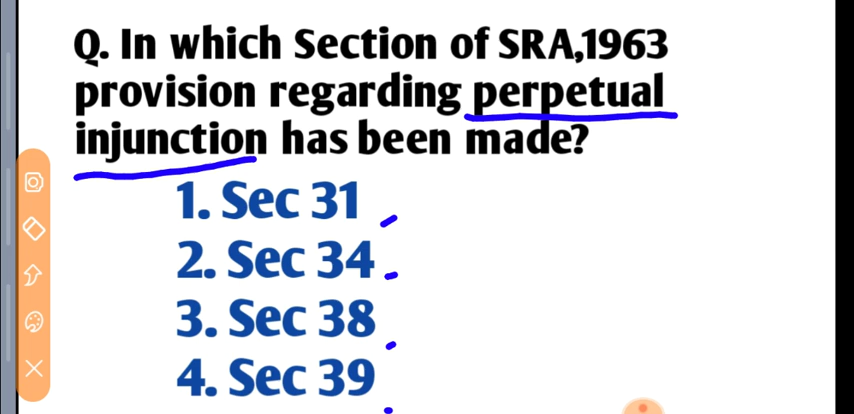 Q. In which Section of SRA,1963
provision regarding perpetual
injunction has been made?
1. Sec 31
2. Sec 34
3. Sec 38
4. Sec 39